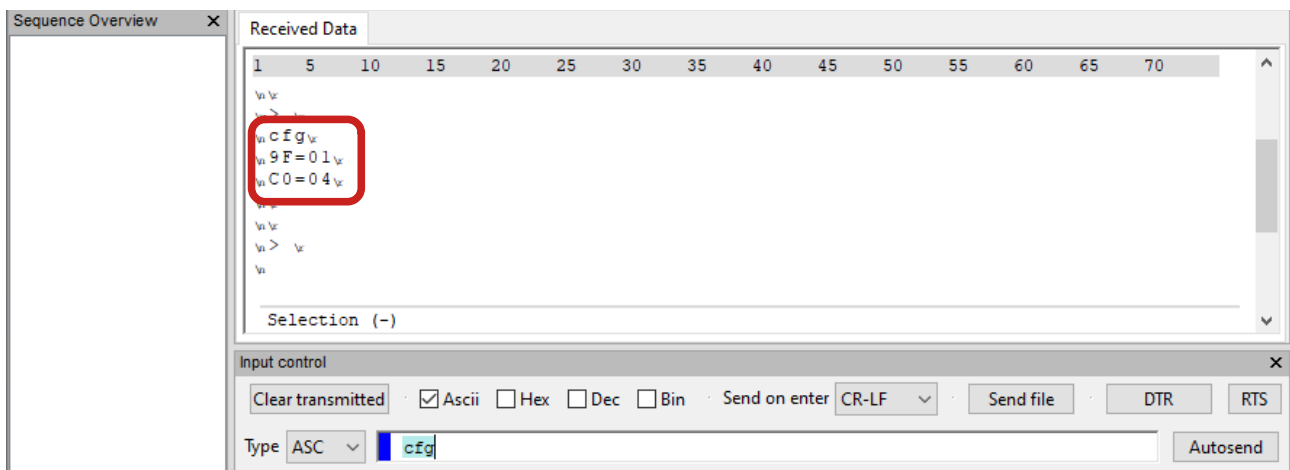 Sequence Overview x
Received Data
1 5 10 15 20 25 30 35 40 45 50 55 60 65 70
\n\r
\n> \r
\ncfg\r
\n9F=01\r
\nC0=04\r
\n\r
\n\r
\n> \r
\n
Selection (-)
Input control x
Clear transmitted Ascii Hex Dec Bin Send on enter CR-LF Send file DTR RTS
Type ASC cfg Autosend